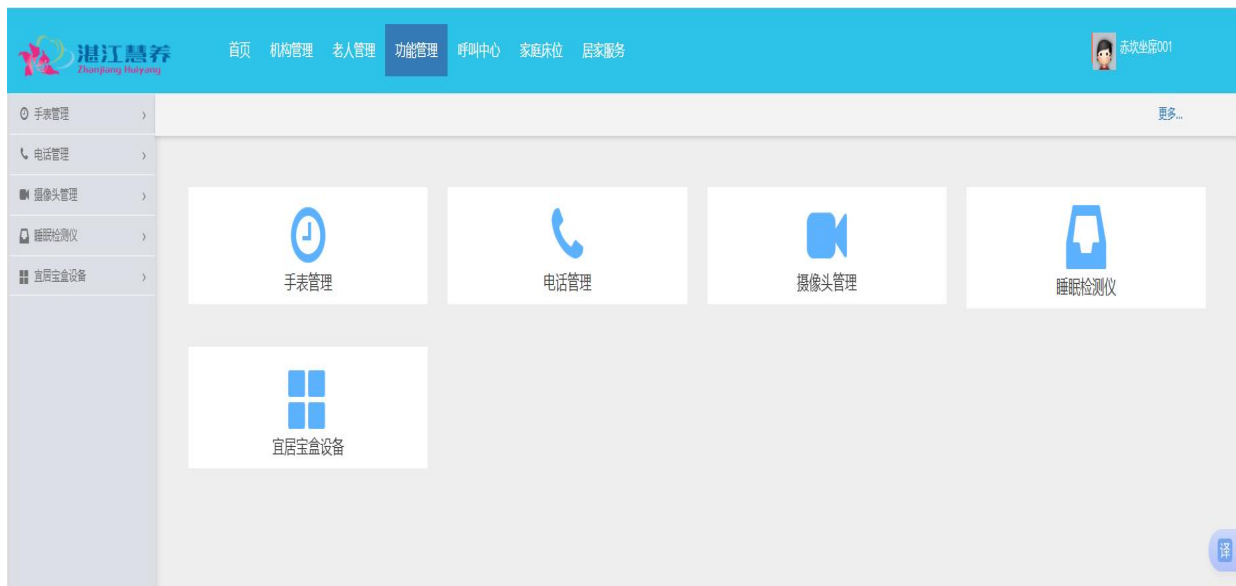 湛江慧养
Zhanjiang Huiyang
首页 机构管理 老人管理 功能管理 呼叫中心 家庭床位 居家服务
赤坎坐席001
手表管理
电话管理
摄像头管理
睡眠检测仪
宜居宝盒设备
更多...
手表管理
电话管理
摄像头管理
睡眠检测仪
宜居宝盒设备
译